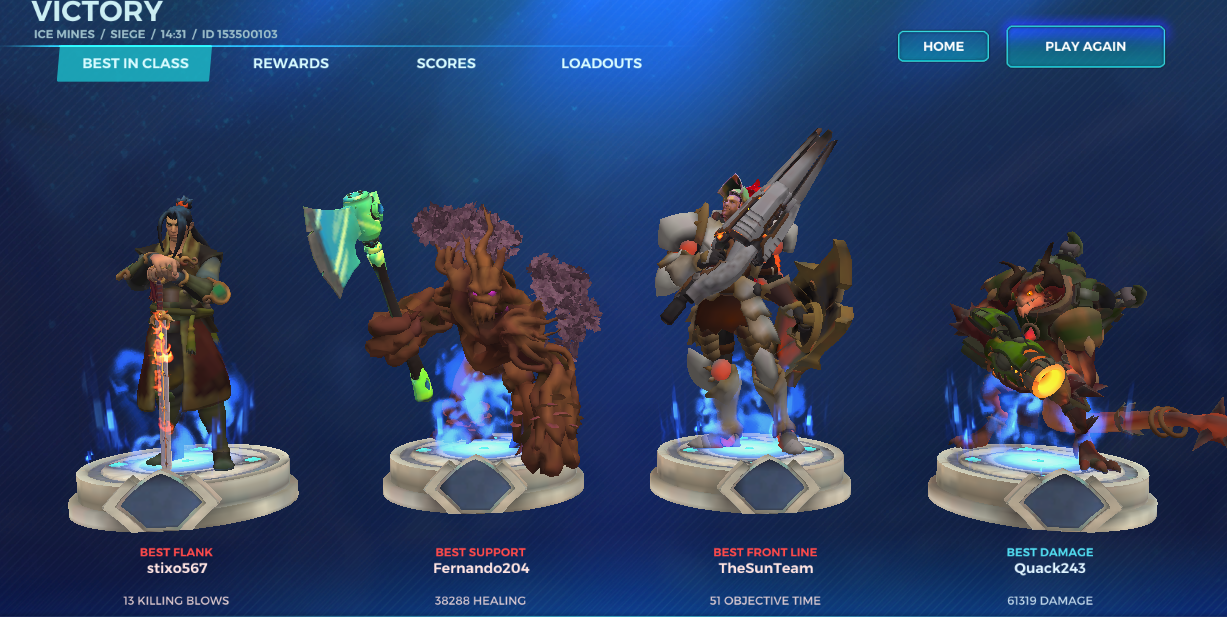 VICTORY
ICE MINES / SIEGE / 14:31 / ID 153500103
BEST IN CLASS
REWARDS
SCORES
LOADOUTS
HOME
PLAY AGAIN
BEST FLANK
stixo567
13 KILLING BLOWS
BEST SUPPORT
Fernando204
38288 HEALING
BEST FRONT LINE
TheSunTeam
51 OBJECTIVE TIME
BEST DAMAGE
Quack243
61319 DAMAGE